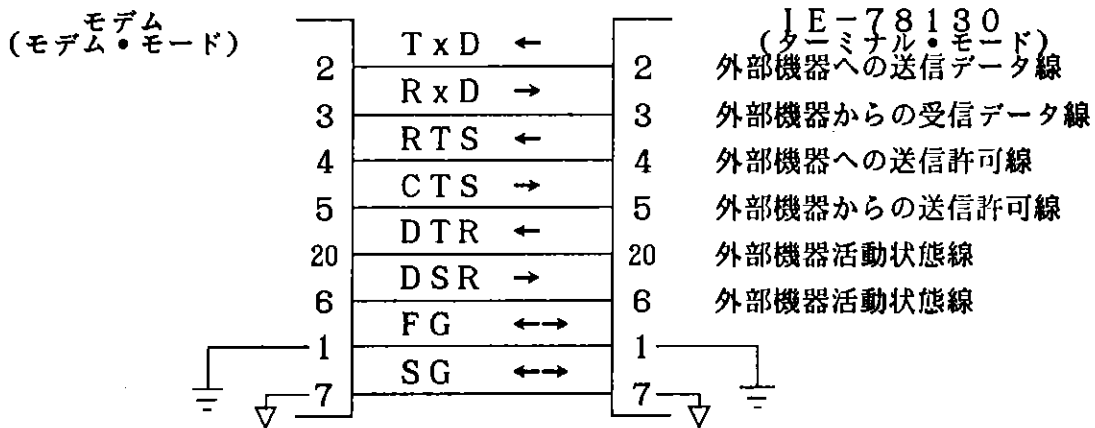 モデム
(モデム・モード)
IE-78130
(ターミナル・モード)
TxD ←
2 2 外部機器への送信データ線
RxD →
3 3 外部機器からの受信データ線
RTS ←
4 4 外部機器への送信許可線
CTS →
5 5 外部機器からの送信許可線
DTR ←
20 20 外部機器活動状態線
DSR →
6 6 外部機器活動状態線
FG ←→
1 1
SG ←→
7 7